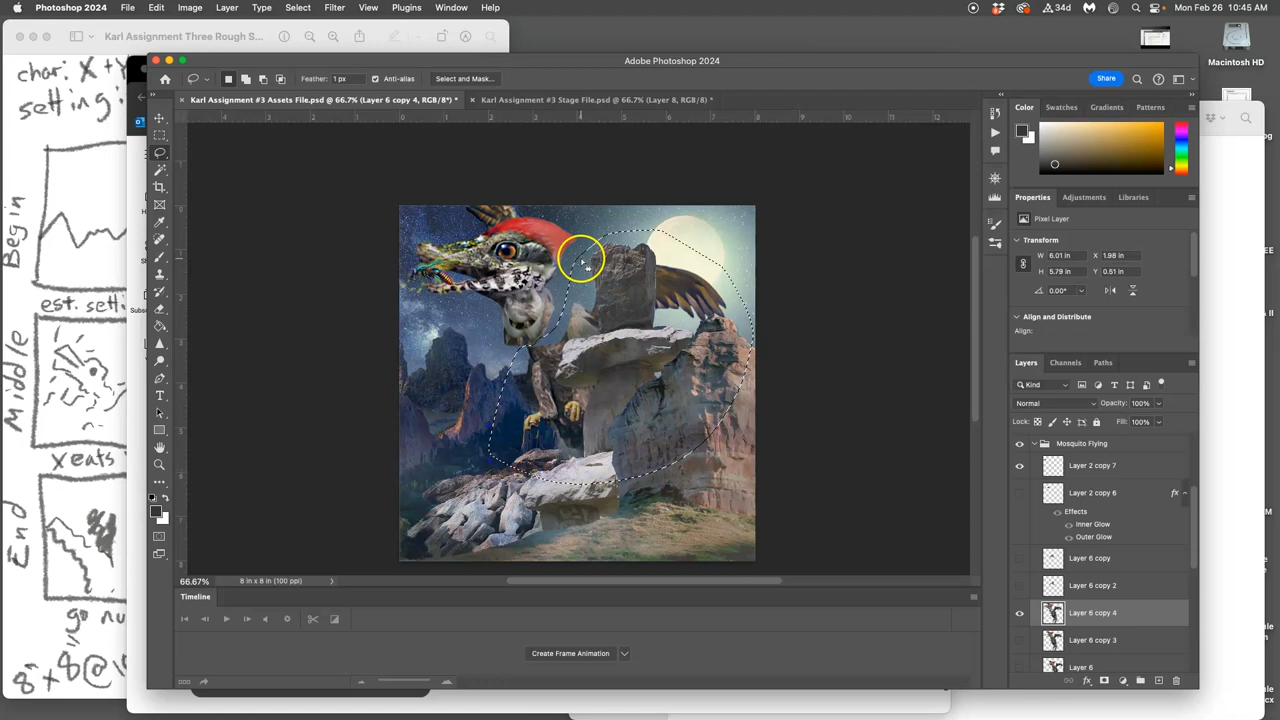 Photoshop 2024 File Edit Image Layer Type Select Filter View Plugins Window Help
34d
Mon Feb 26 10:45 AM
Karl Assignment Three Rough S...
Macintosh HD
Adobe Photoshop 2024
Feather: 1 px Anti-alias Select and Mask...
Share
Karl Assignment #3 Assets File.psd @ 66.7% (Layer 6 copy 4, RGB/8*) *
Karl Assignment #3 Stage File.psd @ 66.7% (Layer 8, RGB/8) *
char: X + Y
setting:
Begin
est. setti
Middle
x eats
End
go nu
8" x 8 @ 1
Color Swatches Gradients Patterns
Properties Adjustments Libraries
Pixel Layer
Transform
W: 6.01 in X: 1.98 in
H: 5.79 in Y: 0.51 in
0.00°
Align and Distribute
Align:
Layers Channels Paths
Kind
Normal Opacity: 100%
Lock: Fill: 100%
Mosquito Flying
Layer 2 copy 7
Layer 2 copy 6 fx
Effects
Inner Glow
Outer Glow
Layer 6 copy
Layer 6 copy 2
Layer 6 copy 4
Layer 6 copy 3
Layer 6
66.67% 8 in x 8 in (100 ppi)
Timeline
Create Frame Animation